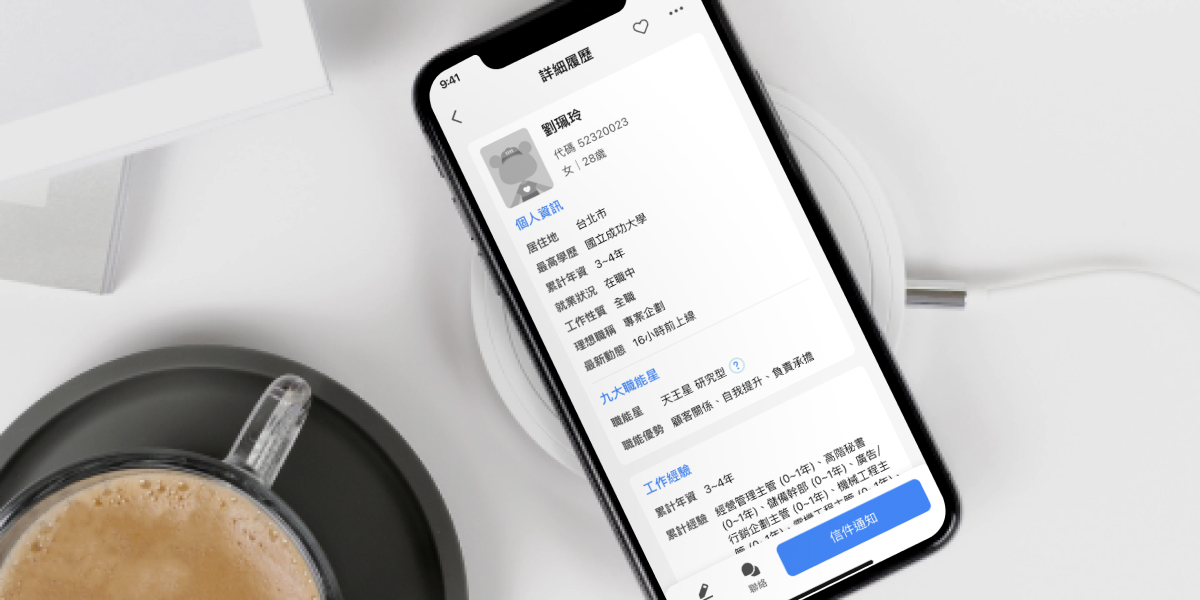 9:41
詳細履歷
劉珮玲
代碼 52320023
女｜28歲
個人資訊
居住地 台北市
最高學歷 國立成功大學
累計年資 3~4年
就業狀況 在職中
工作性質 全職
理想職稱 專案企劃
最新動態 16小時前上線
九大職能星
職能星 天王星 研究型 ?
職能優勢 顧客關係、自我提升、負責承擔
工作經驗
累計年資 3~4年
累計經驗 經營管理主管 (0~1年)、高階秘書
(0~1年)、儲備幹部 (0~1年)、廣告/
行銷企劃主管 (0~1年)、機械工程主
聯絡
信件通知